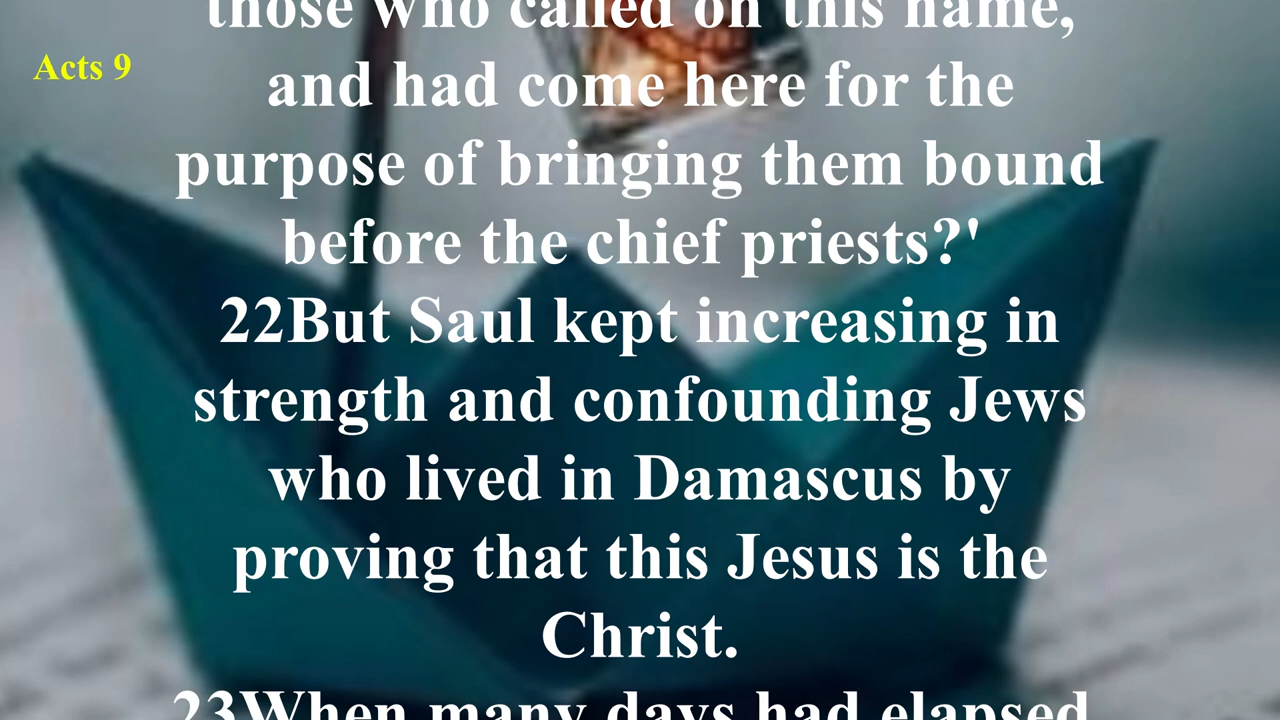 those who called on this name,
Acts 9
and had come here for the
purpose of bringing them bound
before the chief priests?'
22But Saul kept increasing in
strength and confounding Jews
who lived in Damascus by
proving that this Jesus is the
Christ.
23When many days had elapsed